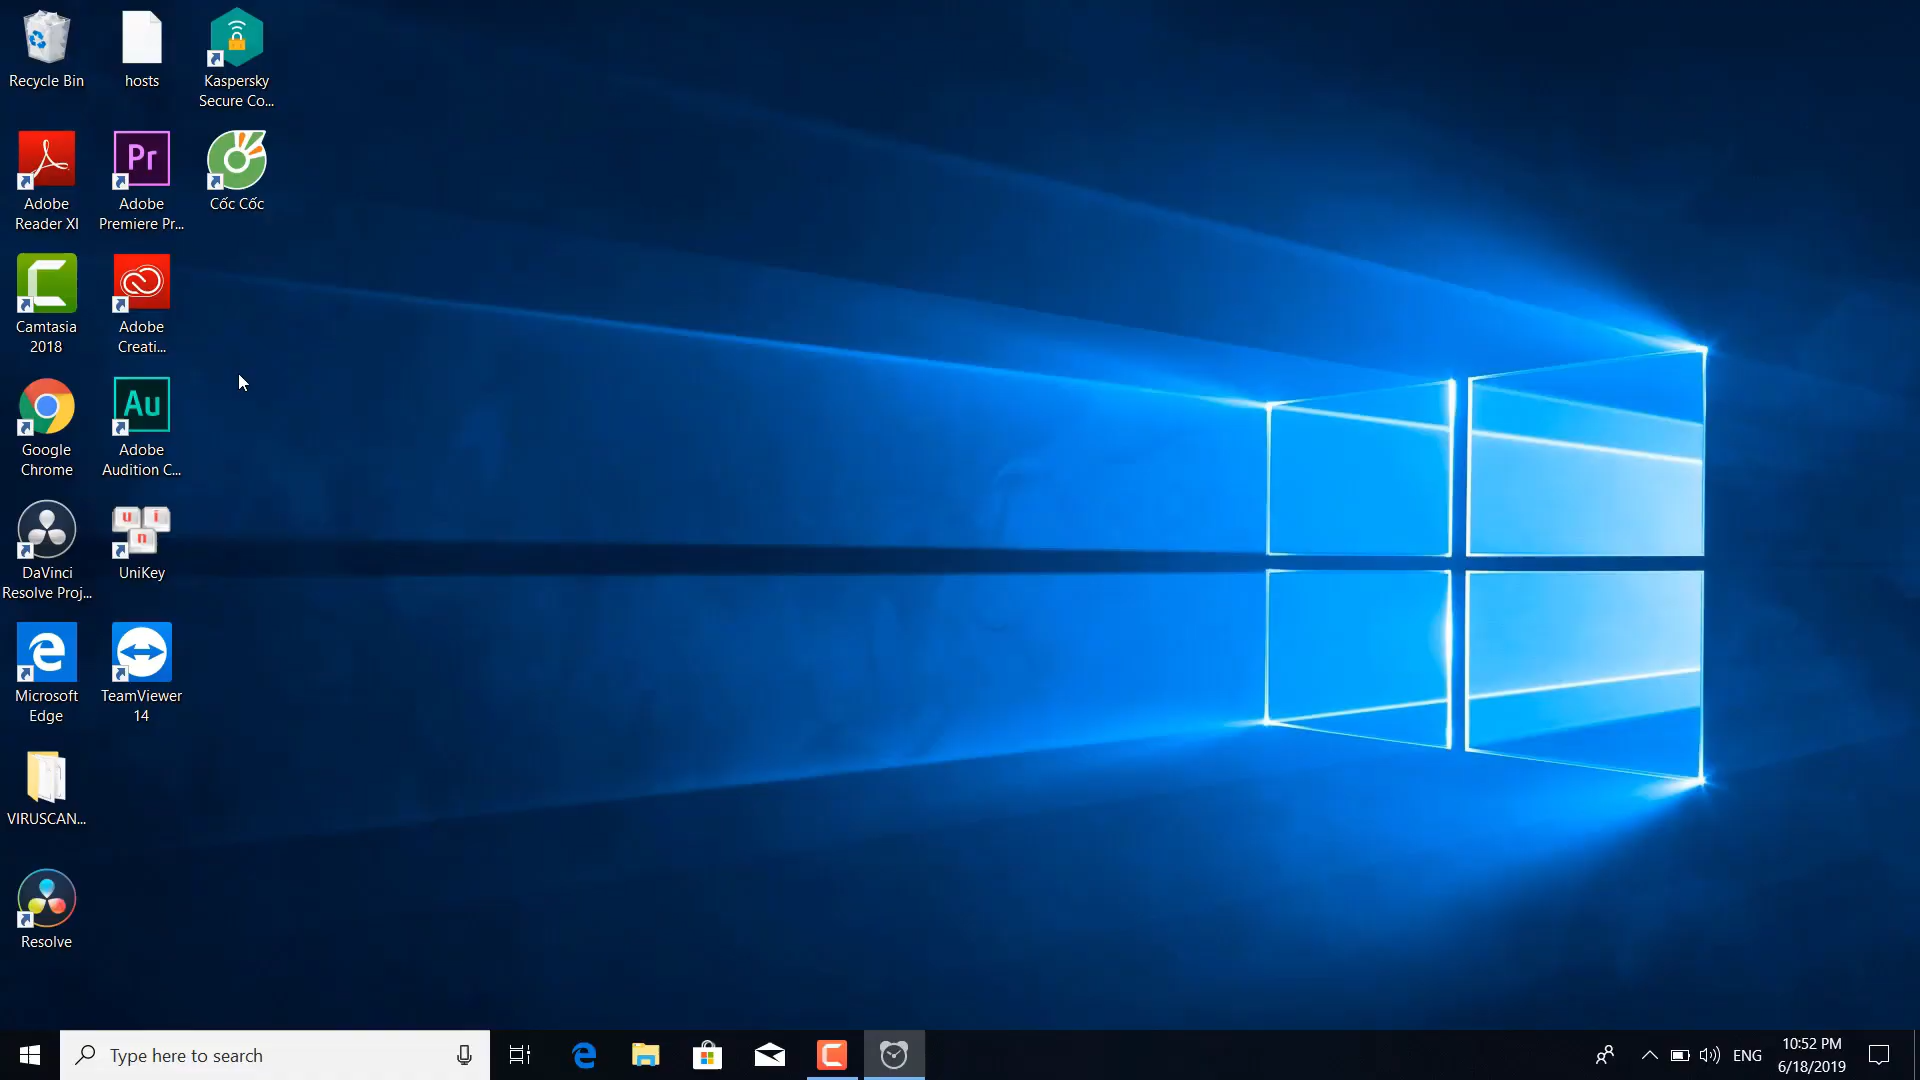 Recycle Bin
hosts
Kaspersky
Secure Co...
Adobe
Reader XI
Pr
Adobe
Premiere Pr...
Cốc Cốc
Camtasia
2018
Adobe
Creati...
Google
Chrome
Au
Adobe
Audition C...
DaVinci
Resolve Proj...
u i
n
UniKey
Microsoft
Edge
TeamViewer
14
VIRUSCAN...
Resolve
Type here to search
ENG
10:52 PM
6/18/2019